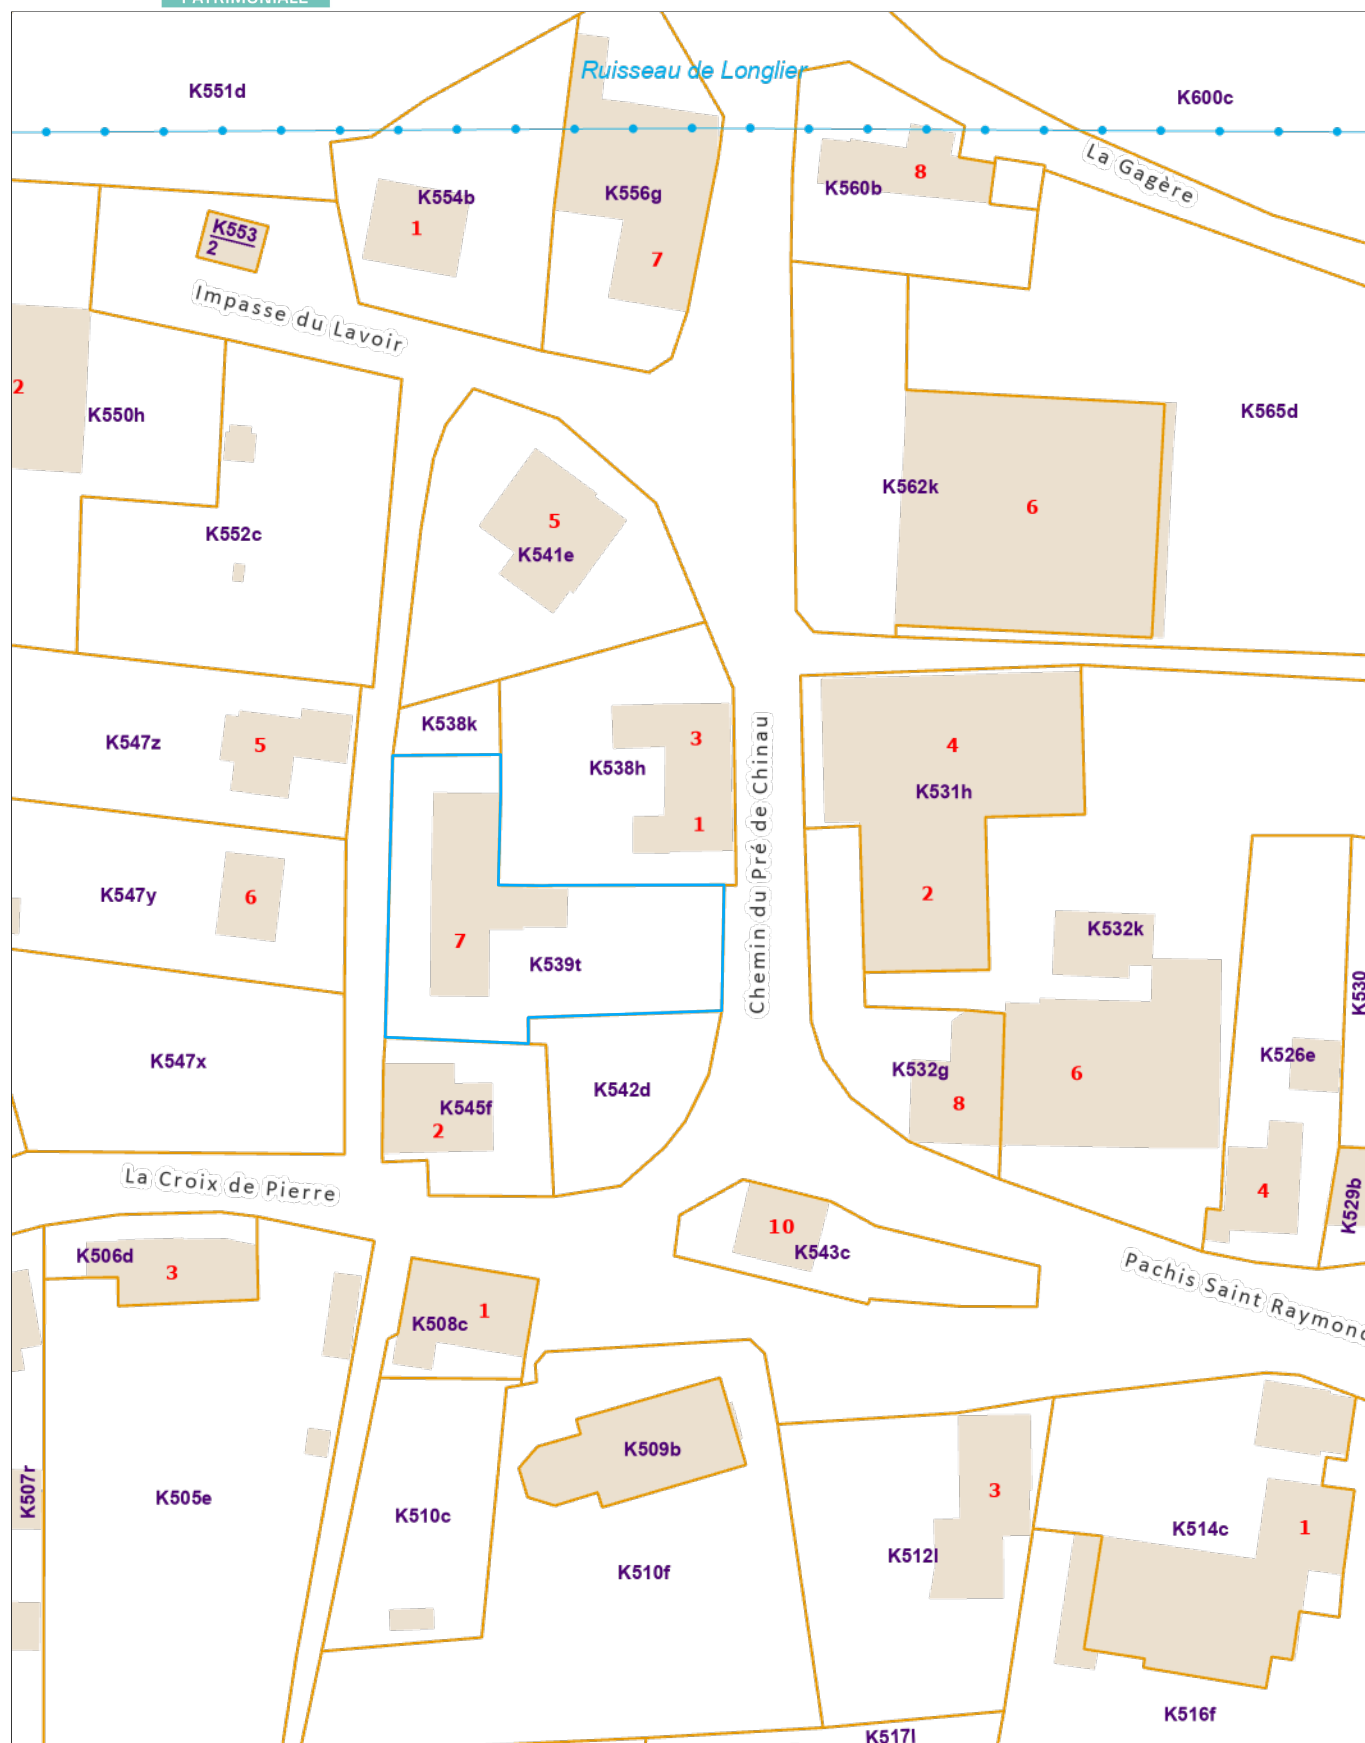 PATRIMONIALE
Ruisseau de Longlier
K551d
K600c
La Gagère
K554b
1
K556g
7
8
K560b
K553
2
Impasse du Lavoir
2
K550h
K565d
K562k
6
5
K541e
K552c
K538k
K547z
5
3
K538h
1
Chemin du Pré de Chinau
4
K531h
K547y
6
2
K532k
7
K539t
K530
K547x
K526e
K532g
6
8
K542d
K545f
2
La Croix de Pierre
4
K529b
10
K543c
K506d
3
Pachis Saint Raymond
1
K508c
K509b
K507r
K505e
K510c
3
K514c
1
K512l
K510f
K516f
K517l